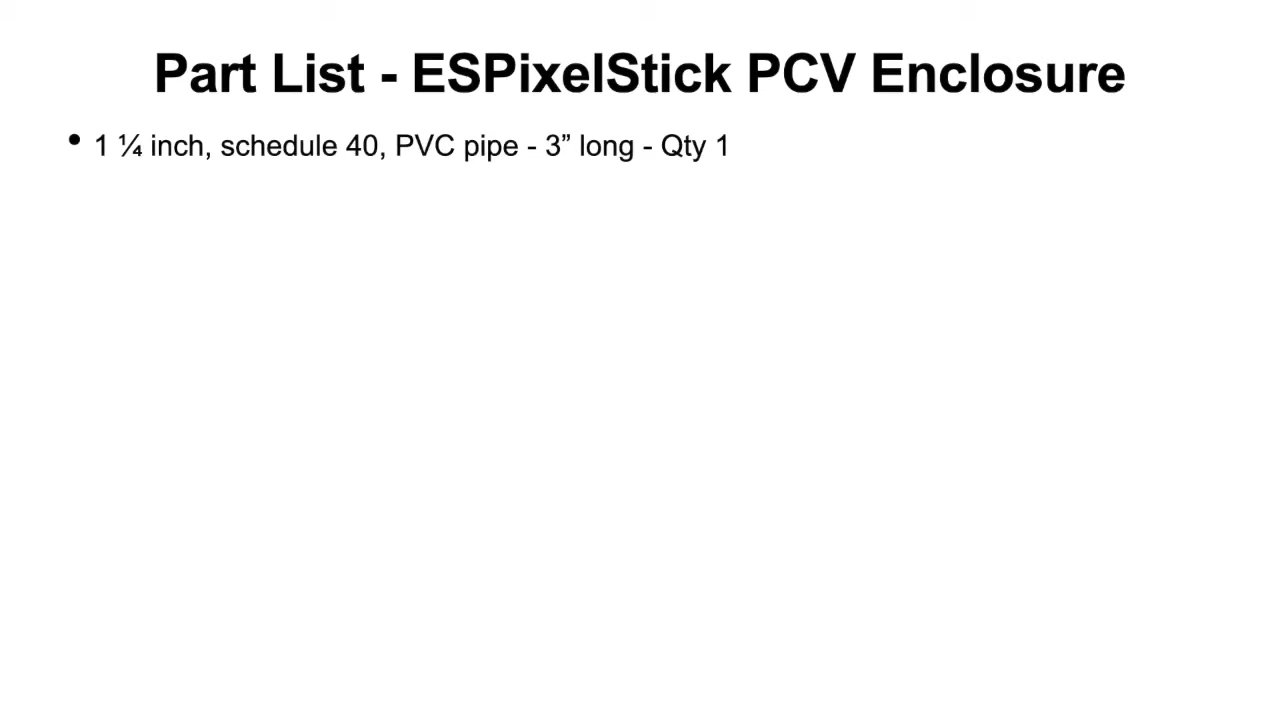 Part List - ESPixelStick PCV Enclosure
• 1 ¼ inch, schedule 40, PVC pipe - 3” long - Qty 1